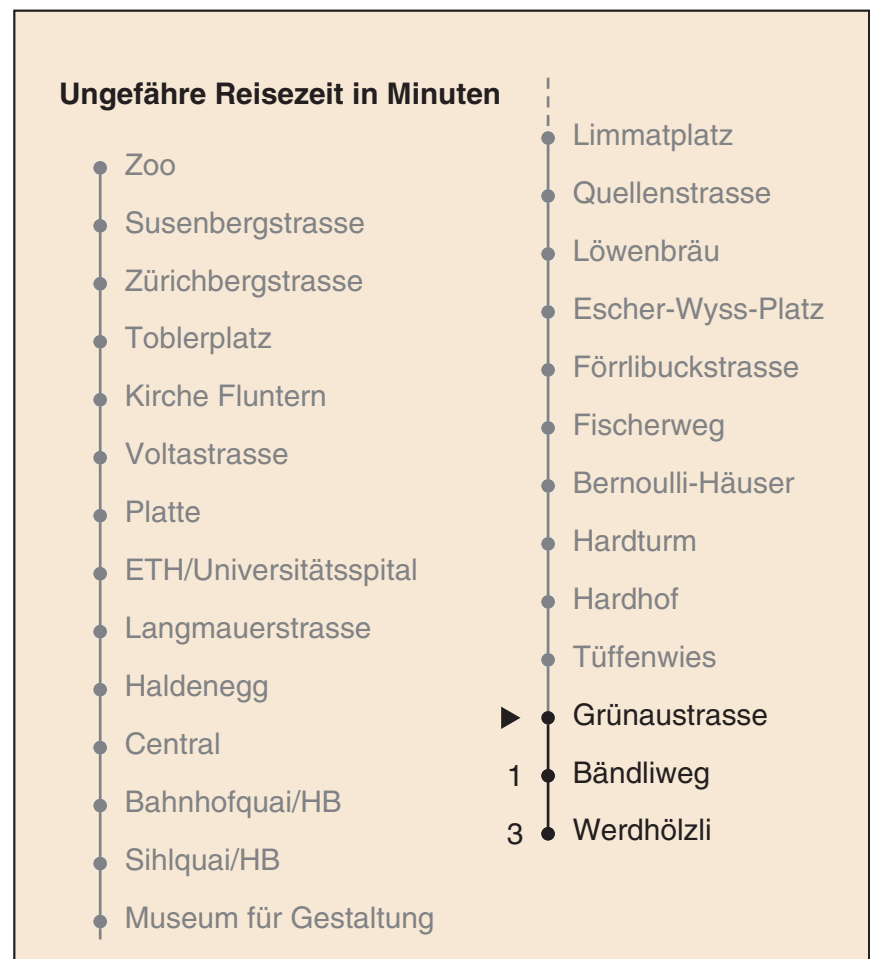 Ungefähre Reisezeit in Minuten
Zoo
Susenbergstrasse
Zürichbergstrasse
Toblerplatz
Kirche Fluntern
Voltastrasse
Platte
ETH/Universitätsspital
Langmauerstrasse
Haldenegg
Central
Bahnhofquai/HB
Sihlquai/HB
Museum für Gestaltung
Limmatplatz
Quellenstrasse
Löwenbräu
Escher-Wyss-Platz
Förrlibuckstrasse
Fischerweg
Bernoulli-Häuser
Hardturm
Hardhof
Tüffenwies
Grünaustrasse
1 Bändliweg
3 Werdhölzli